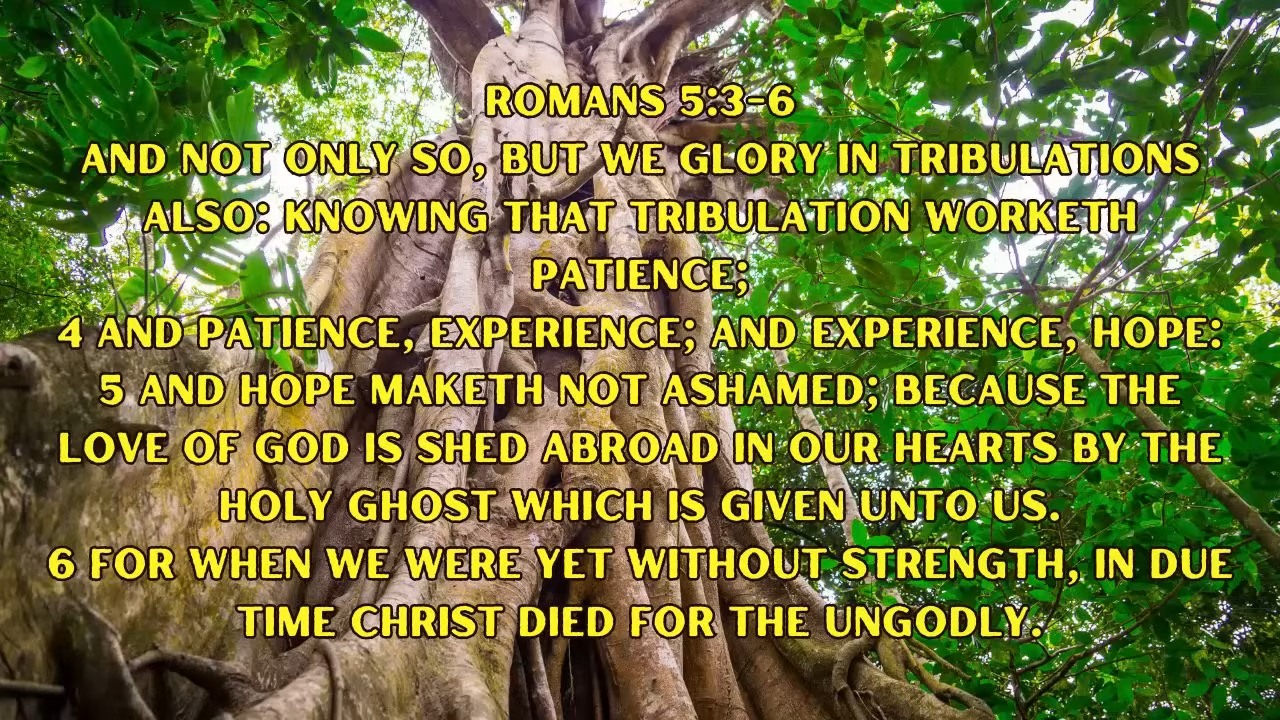 ROMANS 5:3-6
AND NOT ONLY SO, BUT WE GLORY IN TRIBULATIONS
ALSO: KNOWING THAT TRIBULATION WORKETH
PATIENCE;
4 AND PATIENCE, EXPERIENCE; AND EXPERIENCE, HOPE:
5 AND HOPE MAKETH NOT ASHAMED; BECAUSE THE
LOVE OF GOD IS SHED ABROAD IN OUR HEARTS BY THE
HOLY GHOST WHICH IS GIVEN UNTO US.
6 FOR WHEN WE WERE YET WITHOUT STRENGTH, IN DUE
TIME CHRIST DIED FOR THE UNGODLY.